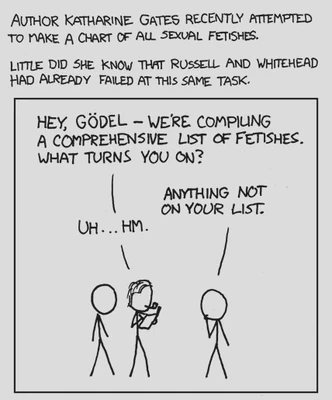 AUTHOR KATHARINE GATES RECENTLY ATTEMPTED
TO MAKE A CHART OF ALL SEXUAL FETISHES.
LITTLE DID SHE KNOW THAT RUSSELL AND WHITEHEAD
HAD ALREADY FAILED AT THIS SAME TASK.
HEY, GÖDEL — WE'RE COMPILING
A COMPREHENSIVE LIST OF FETISHES.
WHAT TURNS YOU ON?
ANYTHING NOT
ON YOUR LIST.
UH...HM.